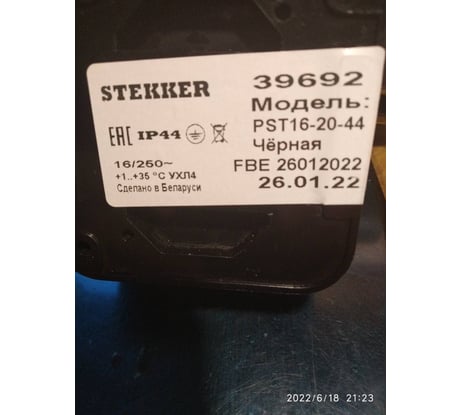 STEKKER
EAC IP44
16/250~
+1..+35 °C УХЛ4
Сделано в Беларуси
39692
Модель:
PST16-20-44
Чёрная
FBE 26012022
26.01.22
2022/6/18 21:23